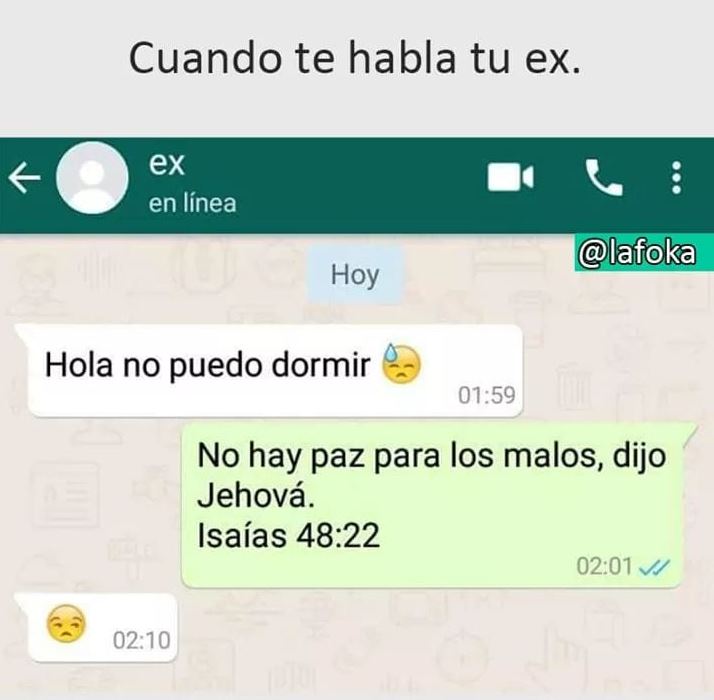 Cuando te habla tu ex.
ex
en línea
@lafoka
Hoy
Hola no puedo dormir 😓
01:59
No hay paz para los malos, dijo
Jehová.
Isaías 48:22
02:01
😒
02:10